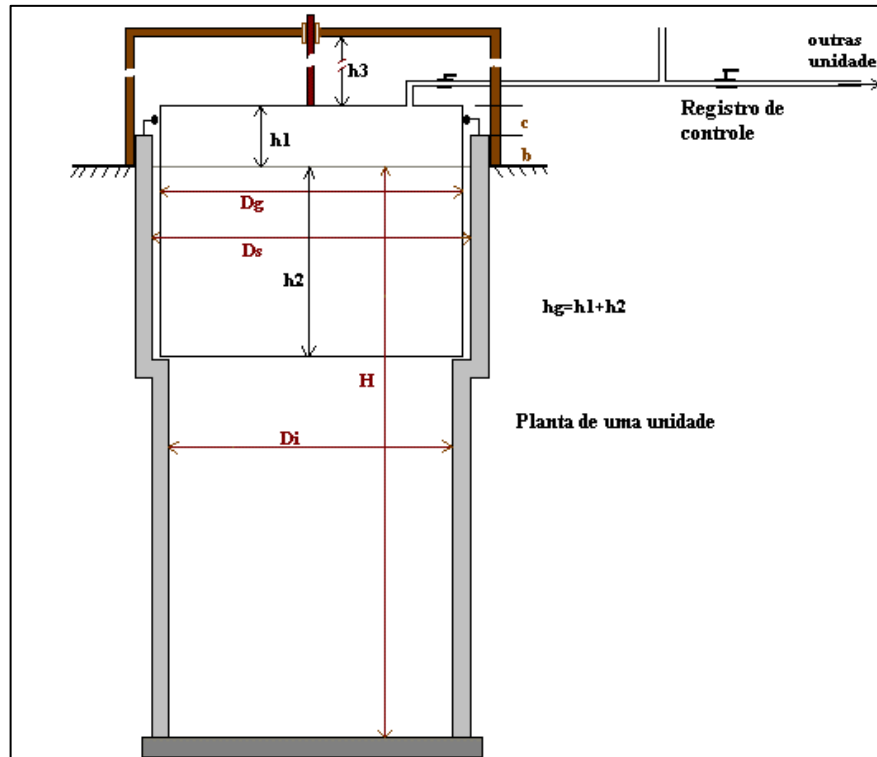 outras
unidade
h3
Registro de
controle
c
h1
b
Dg
Ds
h2
hg=h1+h2
H
Planta de uma unidade
Di